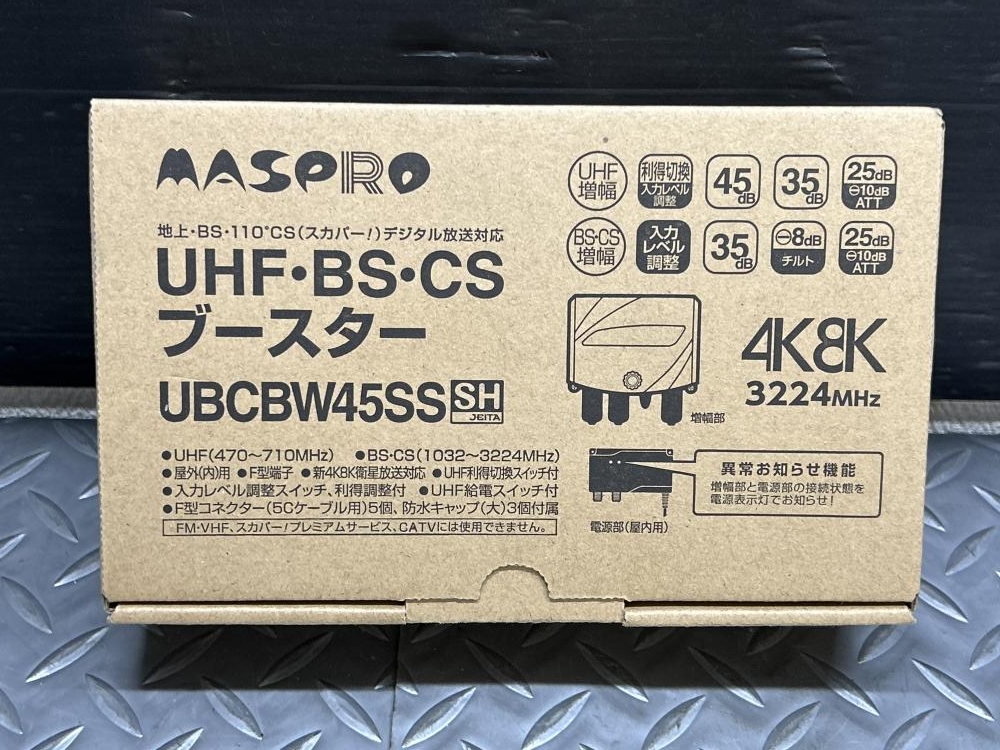 MASPRO
地上・BS・110°CS(スカパー!)デジタル放送対応
UHF・BS・CS
ブースター
UBCBW45SS SH
JEITA
●UHF(470〜710MHz) ●BS・CS(1032〜3224MHz)
●屋外(内)用 ●F型端子 ●新4K8K衛星放送対応 ●UHF利得切換スイッチ付
●入力レベル調整スイッチ、利得調整付 ●UHF給電スイッチ付
●F型コネクター(5Cケーブル用)5個、防水キャップ(大)3個付属
FM・VHF、スカパー!プレミアムサービス、CATVには使用できません。
UHF増幅 利得切換 入力レベル調整 45dB 35dB 25dB ⊖10dB ATT
BS・CS増幅 入力レベル調整 35dB ⊖8dB チルト 25dB ⊖10dB ATT
増幅部
4K8K
3224MHz
電源部(屋内用)
異常お知らせ機能
増幅部と電源部の接続状態を
電源表示灯でお知らせ!